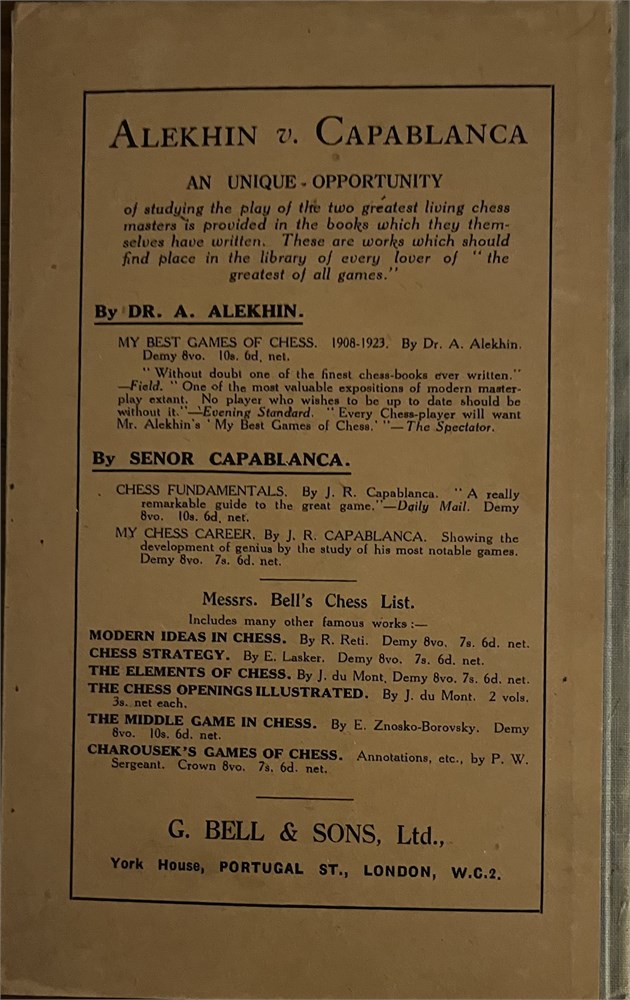 ALEKHIN v. CAPABLANCA
AN UNIQUE OPPORTUNITY
of studying the play of the two greatest living chess
masters is provided in the books which they them-
selves have written. These are works which should
find place in the library of every lover of "the
greatest of all games."
By DR. A. ALEKHIN.
MY BEST GAMES OF CHESS. 1908-1923. By Dr. A. Alekhin.
Demy 8vo. 10s. 6d. net.
"Without doubt one of the finest chess-books ever written."
—Field. "One of the most valuable expositions of modern master-
play extant. No player who wishes to be up to date should be
without it."—Evening Standard. "Every Chess-player will want
Mr. Alekhin's 'My Best Games of Chess.'"—The Spectator.
By SENOR CAPABLANCA.
CHESS FUNDAMENTALS. By J. R. Capablanca. "A really
remarkable guide to the great game."—Daily Mail. Demy
8vo. 10s. 6d. net.
MY CHESS CAREER. By J. R. CAPABLANCA. Showing the
development of genius by the study of his most notable games.
Demy 8vo. 7s. 6d. net.
Messrs. Bell's Chess List.
Includes many other famous works :—
MODERN IDEAS IN CHESS. By R. Reti. Demy 8vo. 7s. 6d. net.
CHESS STRATEGY. By E. Lasker. Demy 8vo. 7s. 6d. net.
THE ELEMENTS OF CHESS. By J. du Mont. Demy 8vo. 7s. 6d. net.
THE CHESS OPENINGS ILLUSTRATED. By J. du Mont. 2 vols.
3s. net each.
THE MIDDLE GAME IN CHESS. By E. Znosko-Borovsky. Demy
8vo. 10s. 6d. net.
CHAROUSEK'S GAMES OF CHESS. Annotations, etc., by P. W.
Sergeant. Crown 8vo. 7s. 6d. net.
G. BELL & SONS, Ltd.,
York House, PORTUGAL ST., LONDON, W.C.2.